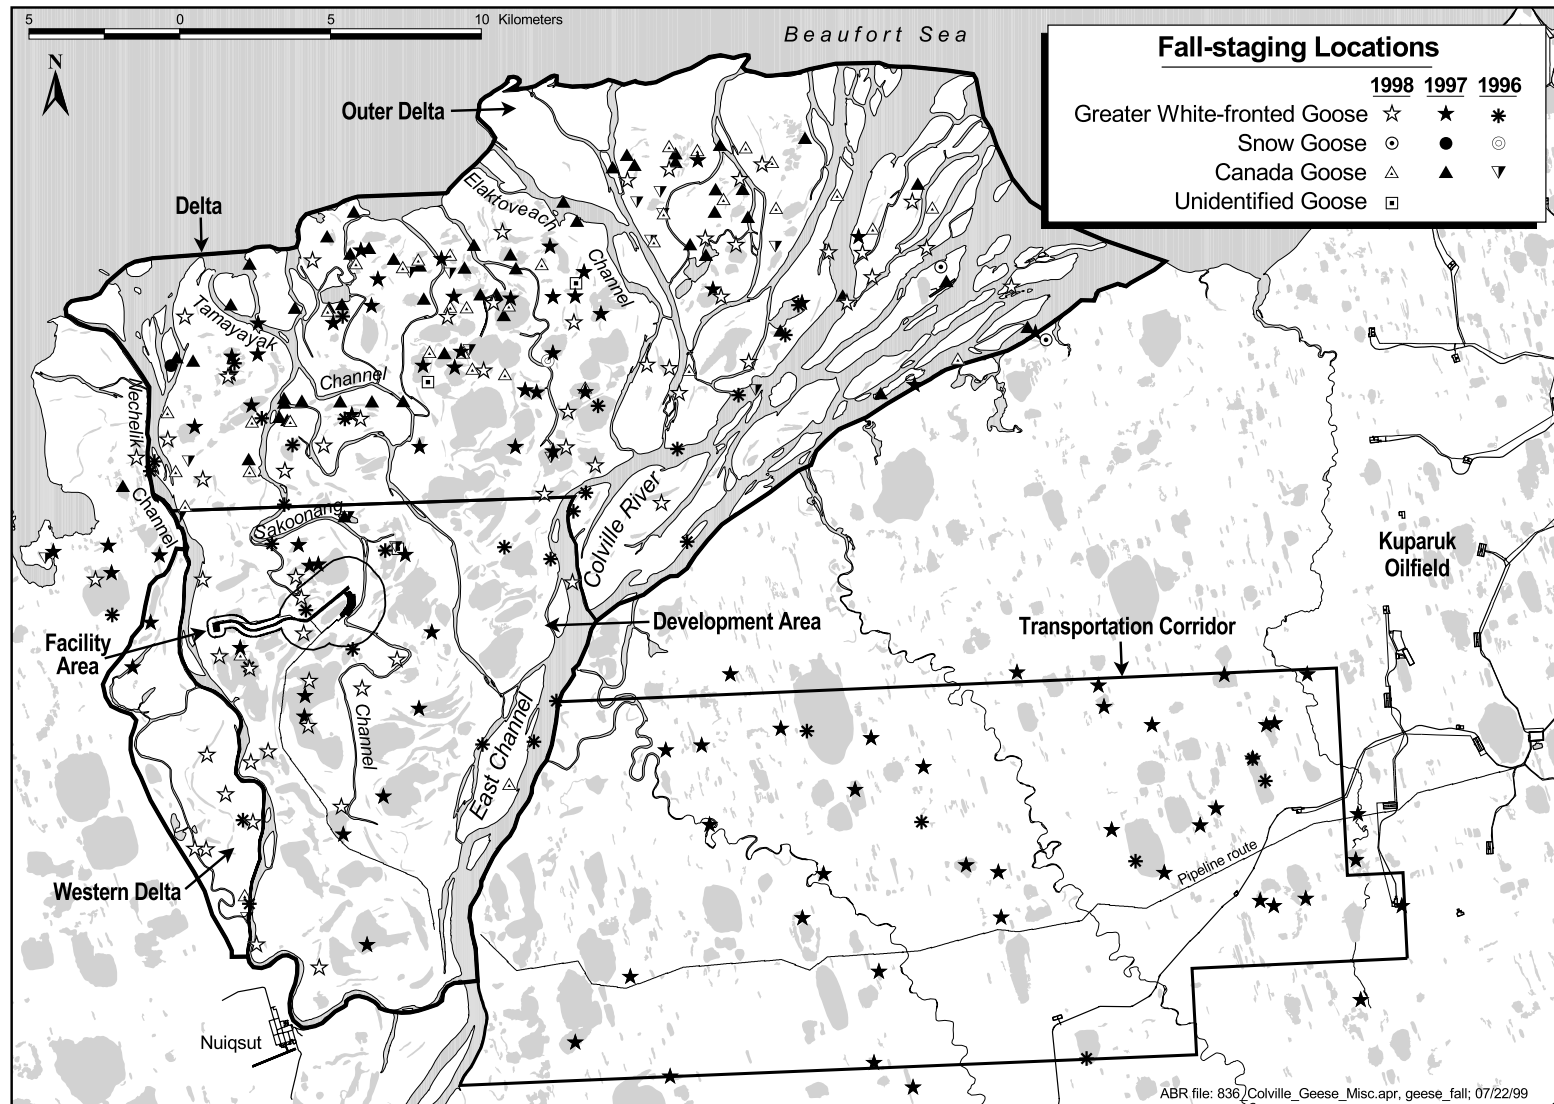 5 0 5 10 Kilometers
Beaufort Sea
N
Fall-staging Locations
1998 1997 1996
Greater White-fronted Goose
Snow Goose
Canada Goose
Unidentified Goose
Outer Delta
Delta
Elaktoveach
Channel
Tamayayak
Channel
Nechelik
Channel
Sakoonang
Channel
Colville River
East Channel
Kuparuk
Oilfield
Facility
Area
Development Area
Transportation Corridor
Pipeline route
Western Delta
Nuiqsut
ABR file: 836_Colville_Geese_Misc.apr, geese_fall; 07/22/99